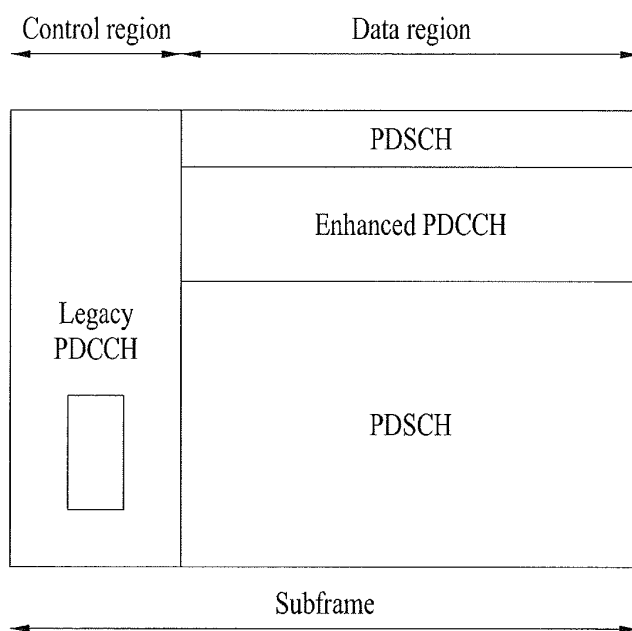 Control region
Data region
PDSCH
Enhanced PDCCH
Legacy
PDCCH
PDSCH
Subframe